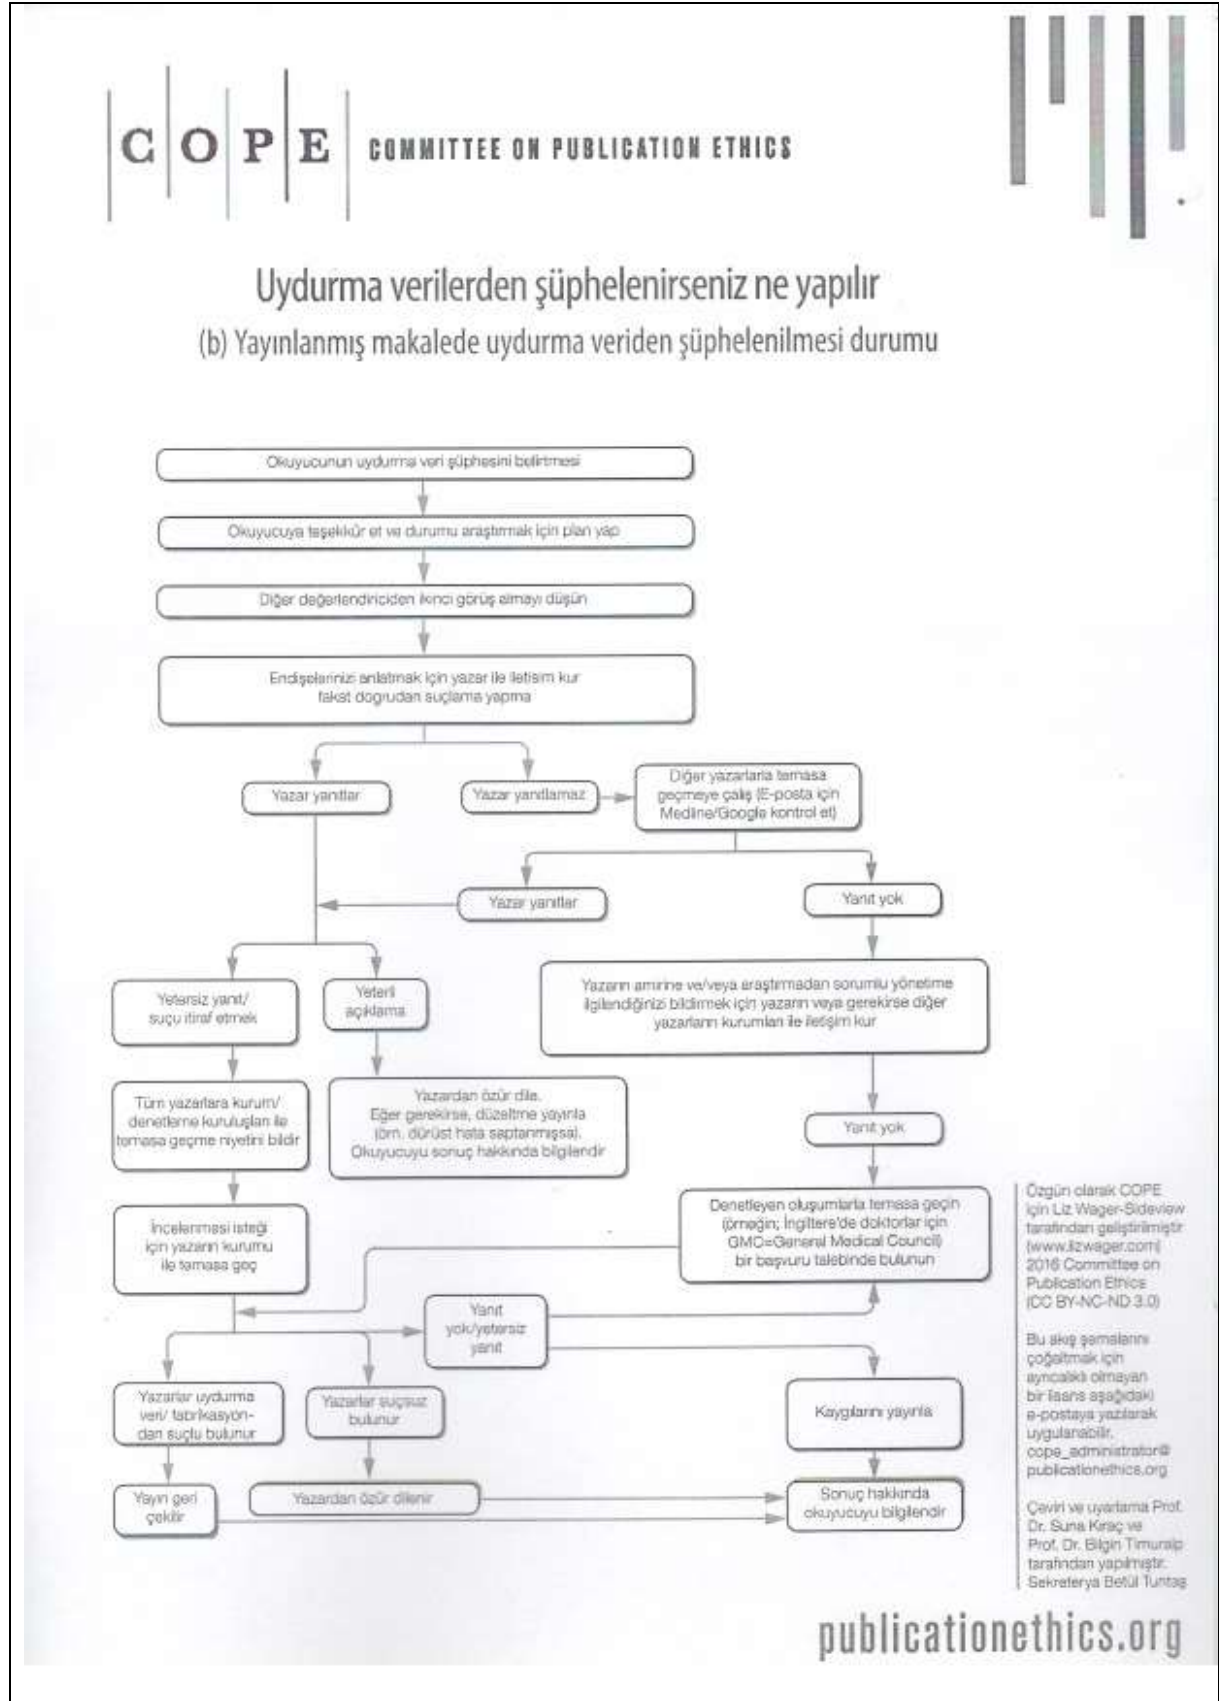 COPE
COMMITTEE ON PUBLICATION ETHICS
Uydurma verilerden şüphelenirseniz ne yapılır
(b) Yayınlanmış makalede uydurma veriden şüphelenilmesi durumu
Okuyucunun uydurma veri şüphesini belirtmesi
Okuyucuya teşekkür et ve durumu araştırmak için plan yap
Diğer değerlendiriciden ikinci görüş almayı düşün
Endişelerinizi anlatmak için yazar ile iletisim kur
fakat dogrudan suçlama yapma
Yazar yanıtlar
Yazar yanıtlamaz
Diğer yazarlarla temasa
geçmeye çalış (E-posta için
Medline/Google kontrol et)
Yazar yanıtlar
Yanıt yok
Yetersiz yanıt/
suçu itiraf etmek
Yeterli
açıklama
Yazarın amirine ve/veya araştırmadan sorumlu yönetime
ilgilendiğinizi bildirmek için yazarın veya gerekirse diğer
yazarların kurumları ile iletişim kur
Tüm yazarlara kurum/
denetleme kuruluşları ile
temasa geçme niyetini bildir
Yazardan özür dile.
Eğer gerekirse, düzeltme yayınla
(örn. dürüst hata saptanmışsa).
Okuyucuyu sonuç hakkında bilgilendir
Yanıt yok
İncelenmesi isteği
için yazarın kurumu
ile temasa geç
Denetleyen oluşumlarla temasa geçin
(örneğin; İngiltere'de doktorlar için
GMC=General Medical Council)
bir başvuru talebinde bulunun
Yanıt
yok/yetersiz
yanıt
Yazarlar uydurma
veri/ fabrikasyon-
dan suçlu bulunur
Yazarlar suçsuz
bulunur
Kaygılarını yayınla
Yayın geri
çekilir
Yazardan özür dilenir
Sonuç hakkında
okuyucuyu bilgilendir
Özgün olarak COPE
için Liz Wager-Sideview
tarafından geliştirilmiştir
(www.lizwager.com)
2016 Committee on
Publication Ethics
(CC BY-NC-ND 3.0)
Bu akış şemalarını
çoğaltmak için
ayrıcalıklı olmayan
bir lisans aşağıdaki
e-postaya yazılarak
uygulanabilir.
cope_administrator@
publicationethics.org
Çeviri ve uyarlama Prof.
Dr. Suna Kıraç ve
Prof. Dr. Bilgin Timuralp
tarafından yapılmıştır.
Sekreterya Betül Tuntaş
publicationethics.org